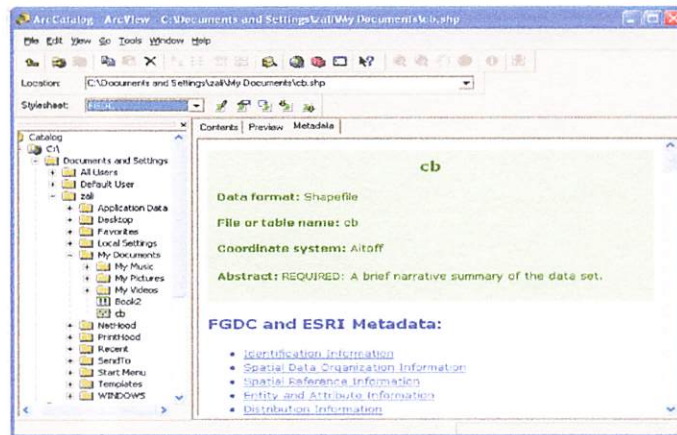 ArcCatalog - ArcView - C:\Documents and Settings\zali\My Documents\cb.shp
File Edit View Go Tools Window Help
Location: C:\Documents and Settings\zali\My Documents\cb.shp
Stylesheet: FGDC
Contents Preview Metadata
Catalog
C:\
Documents and Settings
All Users
Default User
zali
Application Data
Desktop
Favorites
Local Settings
My Documents
My Music
My Pictures
My Videos
Book2
cb
NetHood
PrintHood
Recent
SendTo
Start Menu
Templates
WINDOWS
cb
Data format: Shapefile
File or table name: cb
Coordinate system: Aitoff
Abstract: REQUIRED: A brief narrative summary of the data set.
FGDC and ESRI Metadata:
Identification Information
Spatial Data Organization Information
Spatial Reference Information
Entity and Attribute Information
Distribution Information